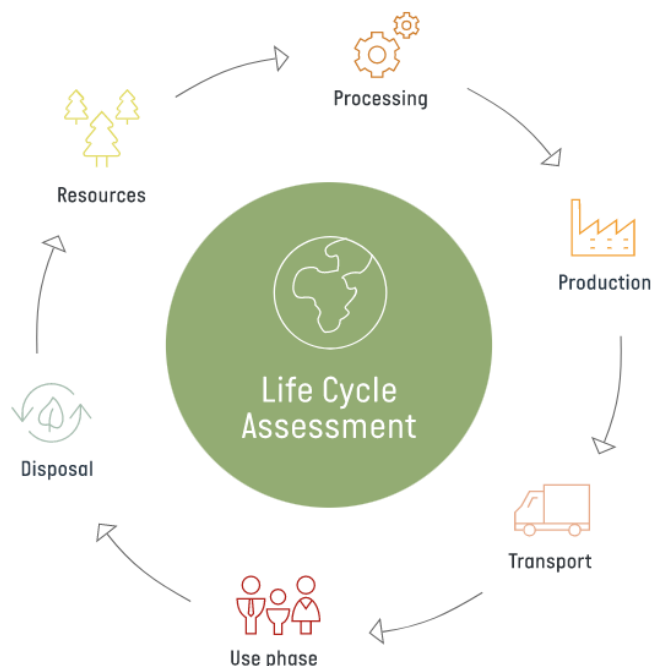 Processing
Resources
Production
Life Cycle
Assessment
Disposal
Transport
Use phase